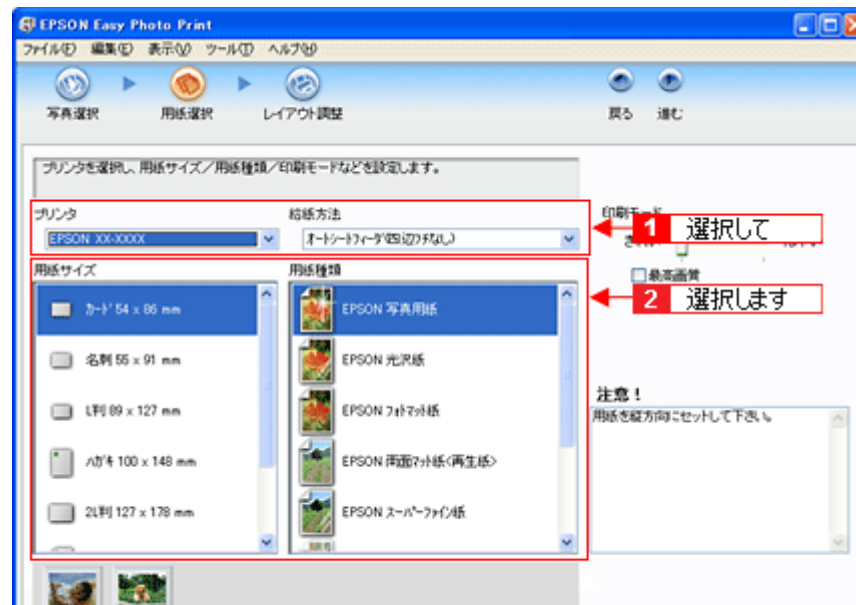 EPSON Easy Photo Print
ファイル(F) 編集(E) 表示(V) ツール(T) ヘルプ(H)
写真選択 用紙選択 レイアウト調整 戻る 進む
プリンタを選択し、用紙サイズ/用紙種類/印刷モードなどを設定します。
プリンタ 給紙方法 印刷モード
EPSON XX-XXXX オートシートフィーダ(四辺フチなし)
1 選択して
用紙サイズ 用紙種類
最高画質
2 選択します
カード 54 x 86 mm EPSON 写真用紙
名刺 55 x 91 mm EPSON 光沢紙
L判 89 x 127 mm EPSON フォトマット紙
ハガキ 100 x 148 mm EPSON 両面マット紙<再生紙>
2L判 127 x 178 mm EPSON スーパーファイン紙
注意!
用紙を縦方向にセットして下さい。